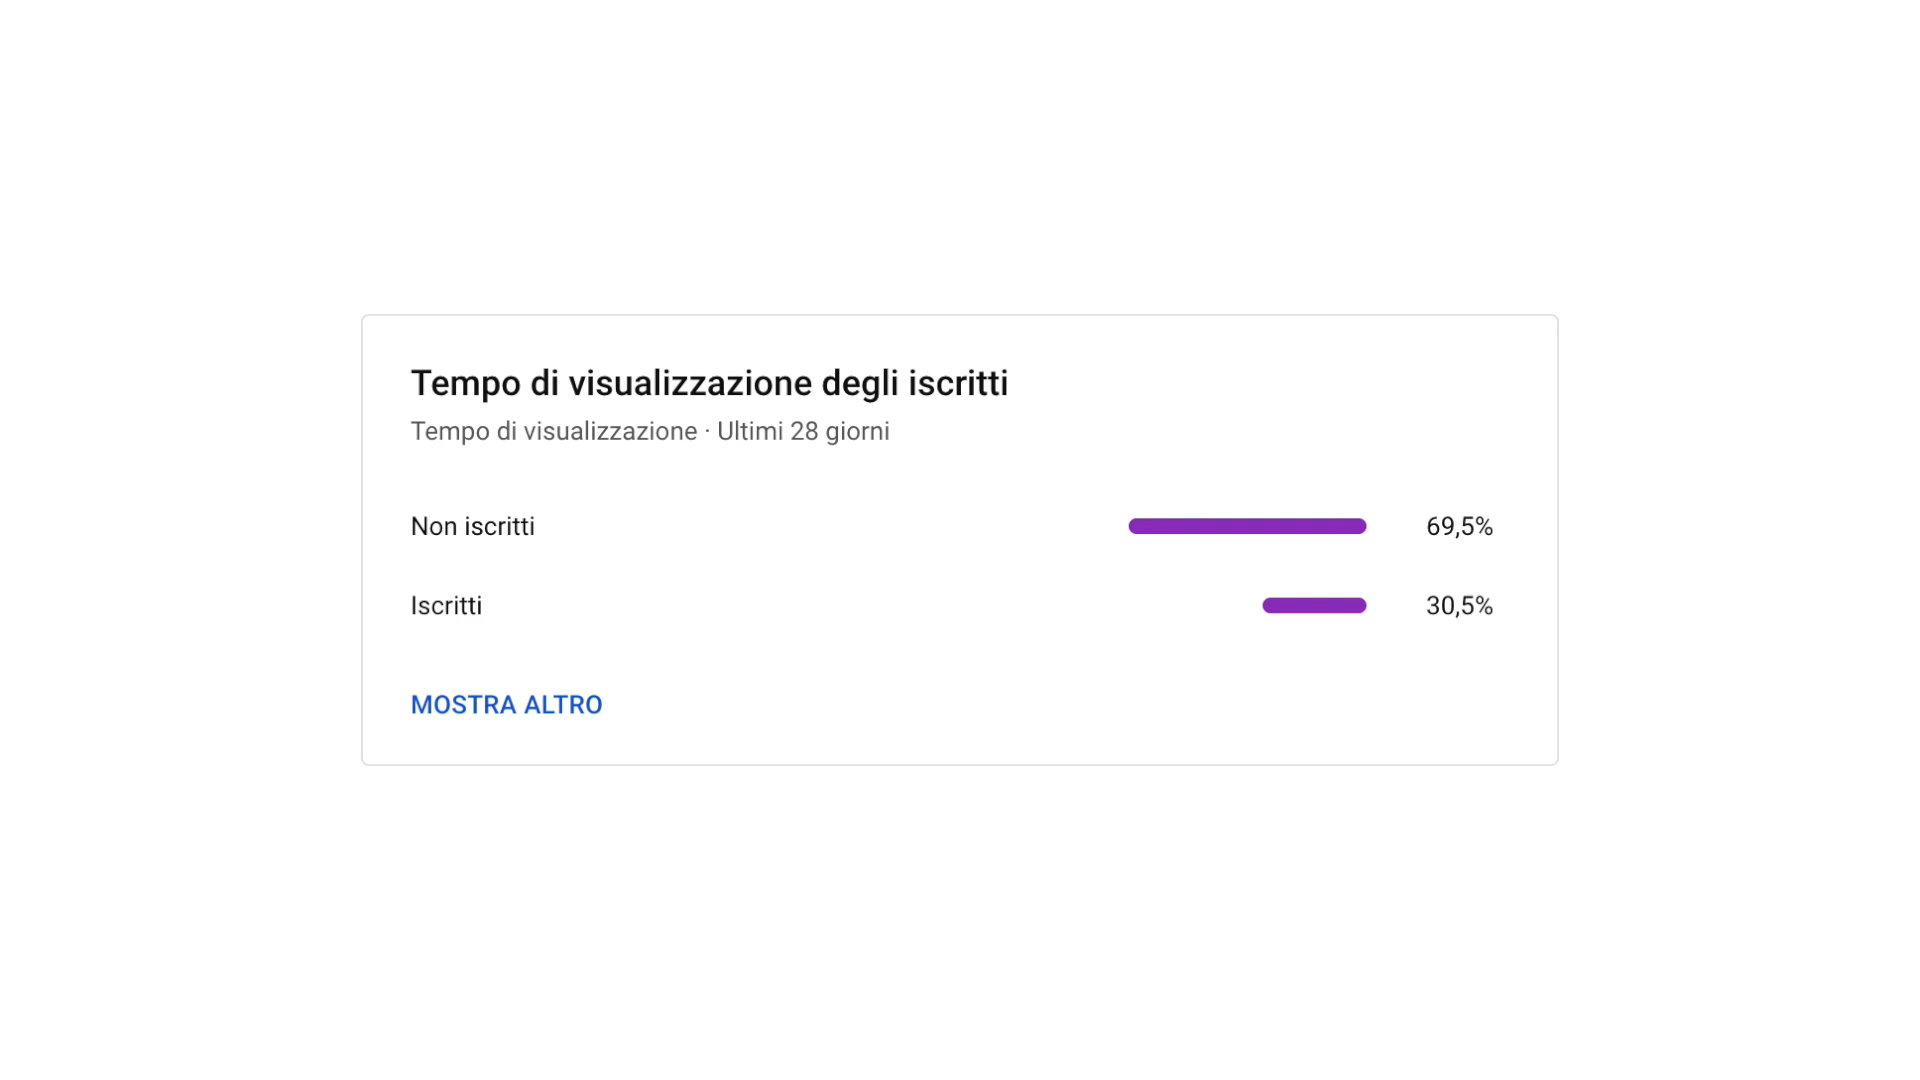 Tempo di visualizzazione degli iscritti
Tempo di visualizzazione · Ultimi 28 giorni
Non iscritti 69,5%
Iscritti 30,5%
MOSTRA ALTRO